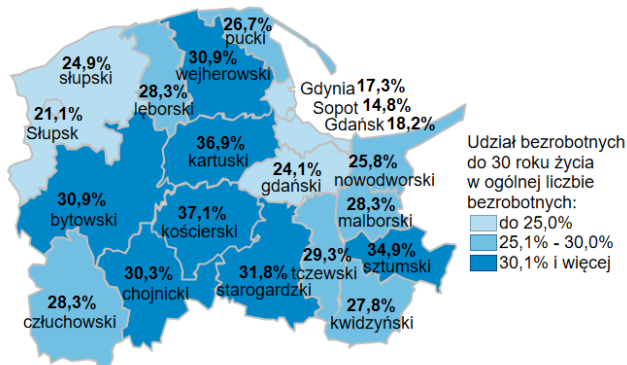 26,7%
pucki
24,9%
słupski
30,9%
wejherowski
28,3%
lęborski
Gdynia 17,3%
Sopot 14,8%
Gdańsk 18,2%
21,1%
Słupsk
36,9%
kartuski
24,1%
gdański
25,8%
nowodworski
30,9%
bytowski
37,1%
kościerski
28,3%
malborski
34,9%
sztumski
29,3%
tczewski
31,8%
starogardzki
30,3%
chojnicki
28,3%
człuchowski
27,8%
kwidzyński
Udział bezrobotnych
do 30 roku życia
w ogólnej liczbie
bezrobotnych:
do 25,0%
25,1% - 30,0%
30,1% i więcej